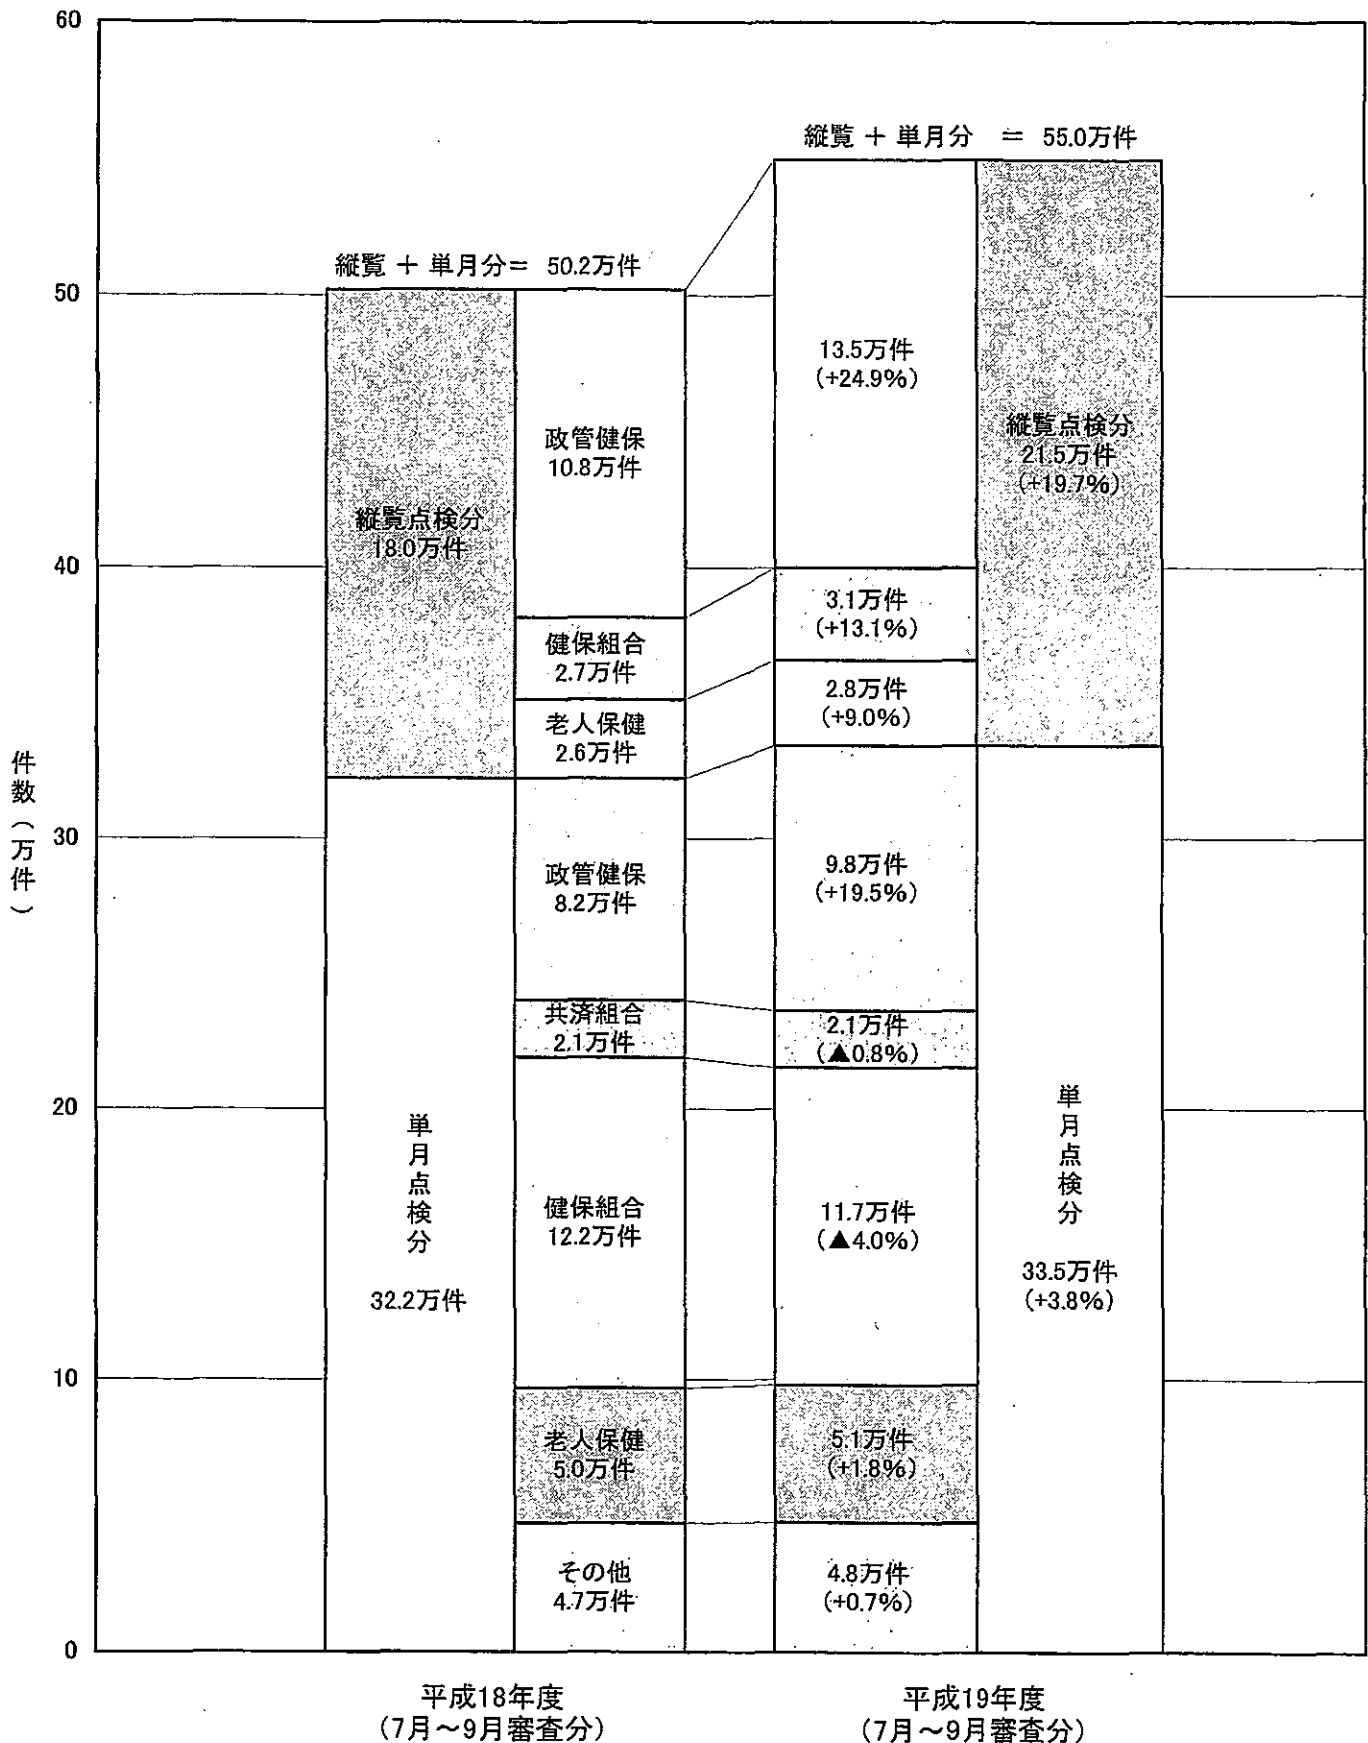 60
50
40
30
20
10
0
件数(万件)
縦覧 + 単月分= 50.2万件
縦覧点検分
18.0万件
単月点検分
32.2万件
政管健保
10.8万件
健保組合
2.7万件
老人保健
2.6万件
政管健保
8.2万件
共済組合
2.1万件
健保組合
12.2万件
老人保健
5.0万件
その他
4.7万件
平成18年度
(7月～9月審査分)
縦覧 + 単月分 = 55.0万件
13.5万件
(+24.9%)
3.1万件
(+13.1%)
2.8万件
(+9.0%)
9.8万件
(+19.5%)
2.1万件
(▲0.8%)
11.7万件
(▲4.0%)
5.1万件
(+1.8%)
4.8万件
(+0.7%)
縦覧点検分
21.5万件
(+19.7%)
単月点検分
33.5万件
(+3.8%)
平成19年度
(7月～9月審査分)